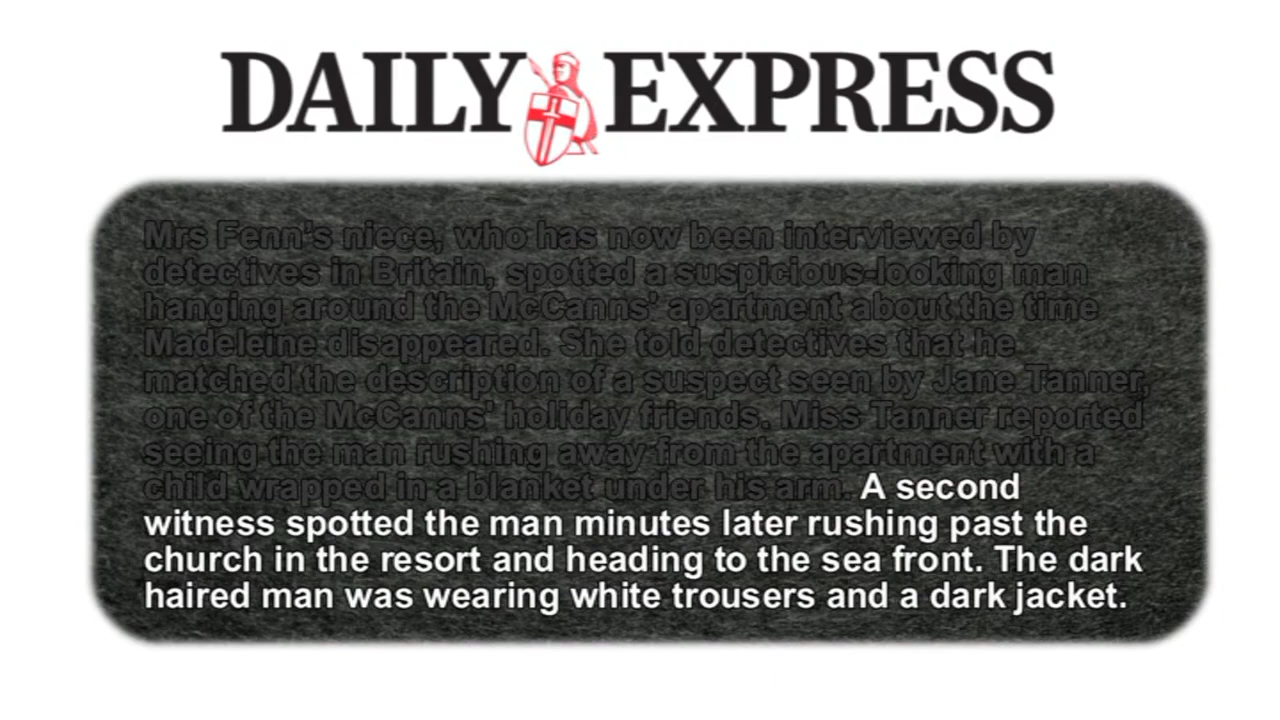 DAILY EXPRESS
Mrs Fenn's niece, who has now been interviewed by
detectives in Britain, spotted a suspicious-looking man
hanging around the McCanns' apartment about the time
Madeleine disappeared. She told detectives that he
matched the description of a suspect seen by Jane Tanner,
one of the McCanns' holiday friends. Miss Tanner reported
seeing the man rushing away from the apartment with a
child wrapped in a blanket under his arm. A second
witness spotted the man minutes later rushing past the
church in the resort and heading to the sea front. The dark
haired man was wearing white trousers and a dark jacket.